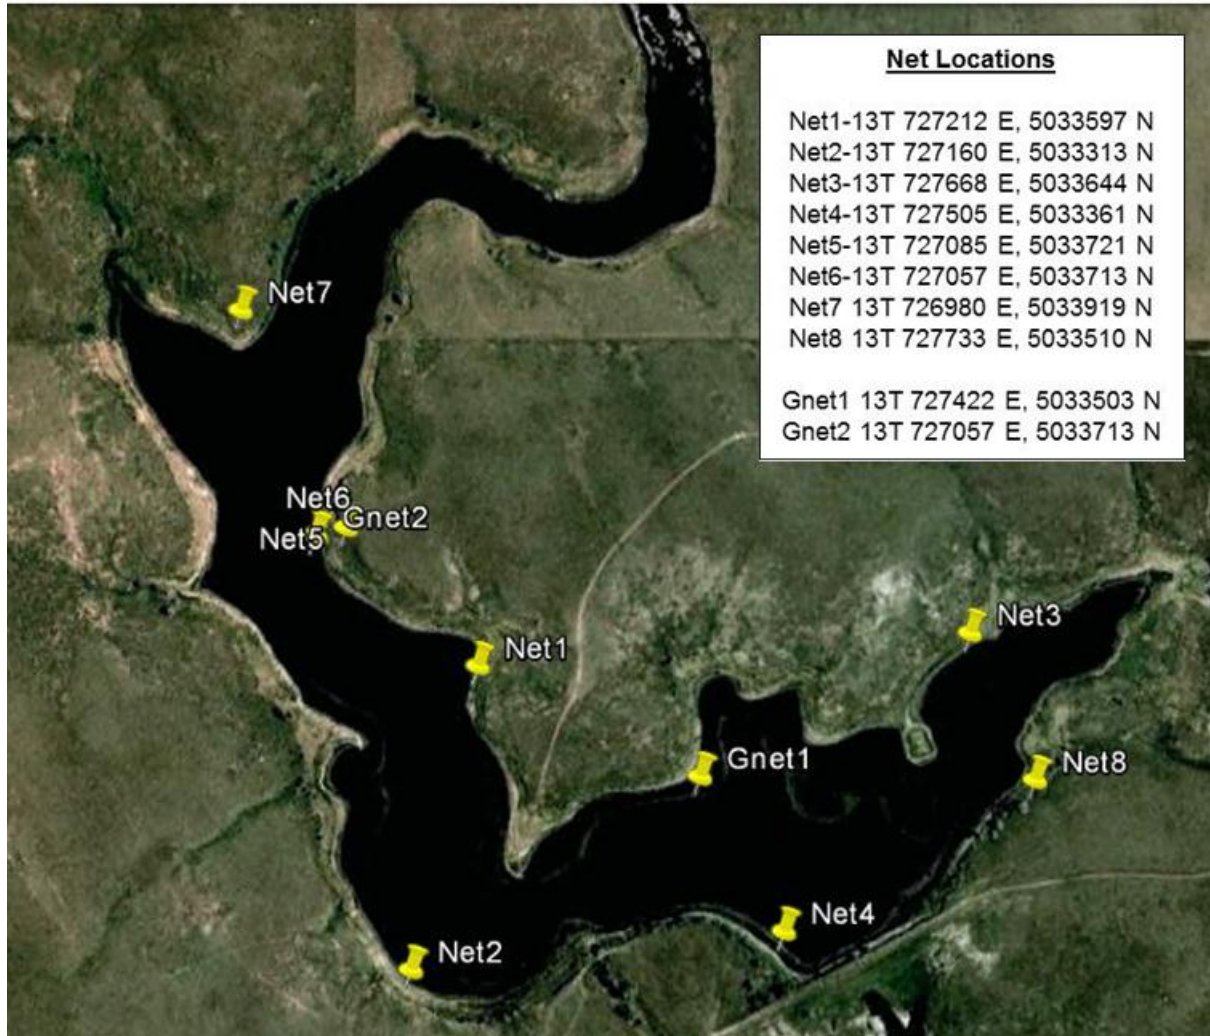 Net Locations
Net1-13T 727212 E, 5033597 N
Net2-13T 727160 E, 5033313 N
Net3-13T 727668 E, 5033644 N
Net4-13T 727505 E, 5033361 N
Net5-13T 727085 E, 5033721 N
Net6-13T 727057 E, 5033713 N
Net7 13T 726980 E, 5033919 N
Net8 13T 727733 E, 5033510 N
Gnet1 13T 727422 E, 5033503 N
Gnet2 13T 727057 E, 5033713 N
Net7
Net6
Gnet2
Net5
Net3
Net1
Gnet1
Net8
Net4
Net2